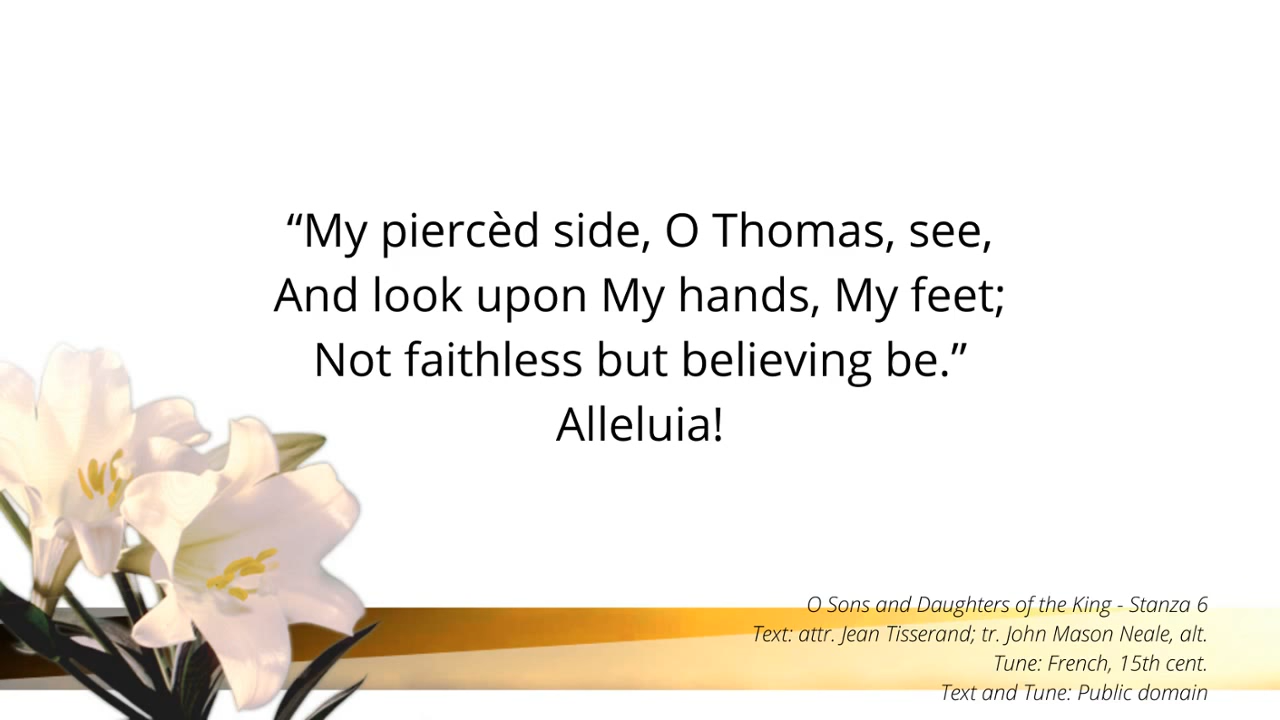 “My piercèd side, O Thomas, see,
And look upon My hands, My feet;
Not faithless but believing be.”
Alleluia!
O Sons and Daughters of the King - Stanza 6
Text: attr. Jean Tisserand; tr. John Mason Neale, alt.
Tune: French, 15th cent.
Text and Tune: Public domain